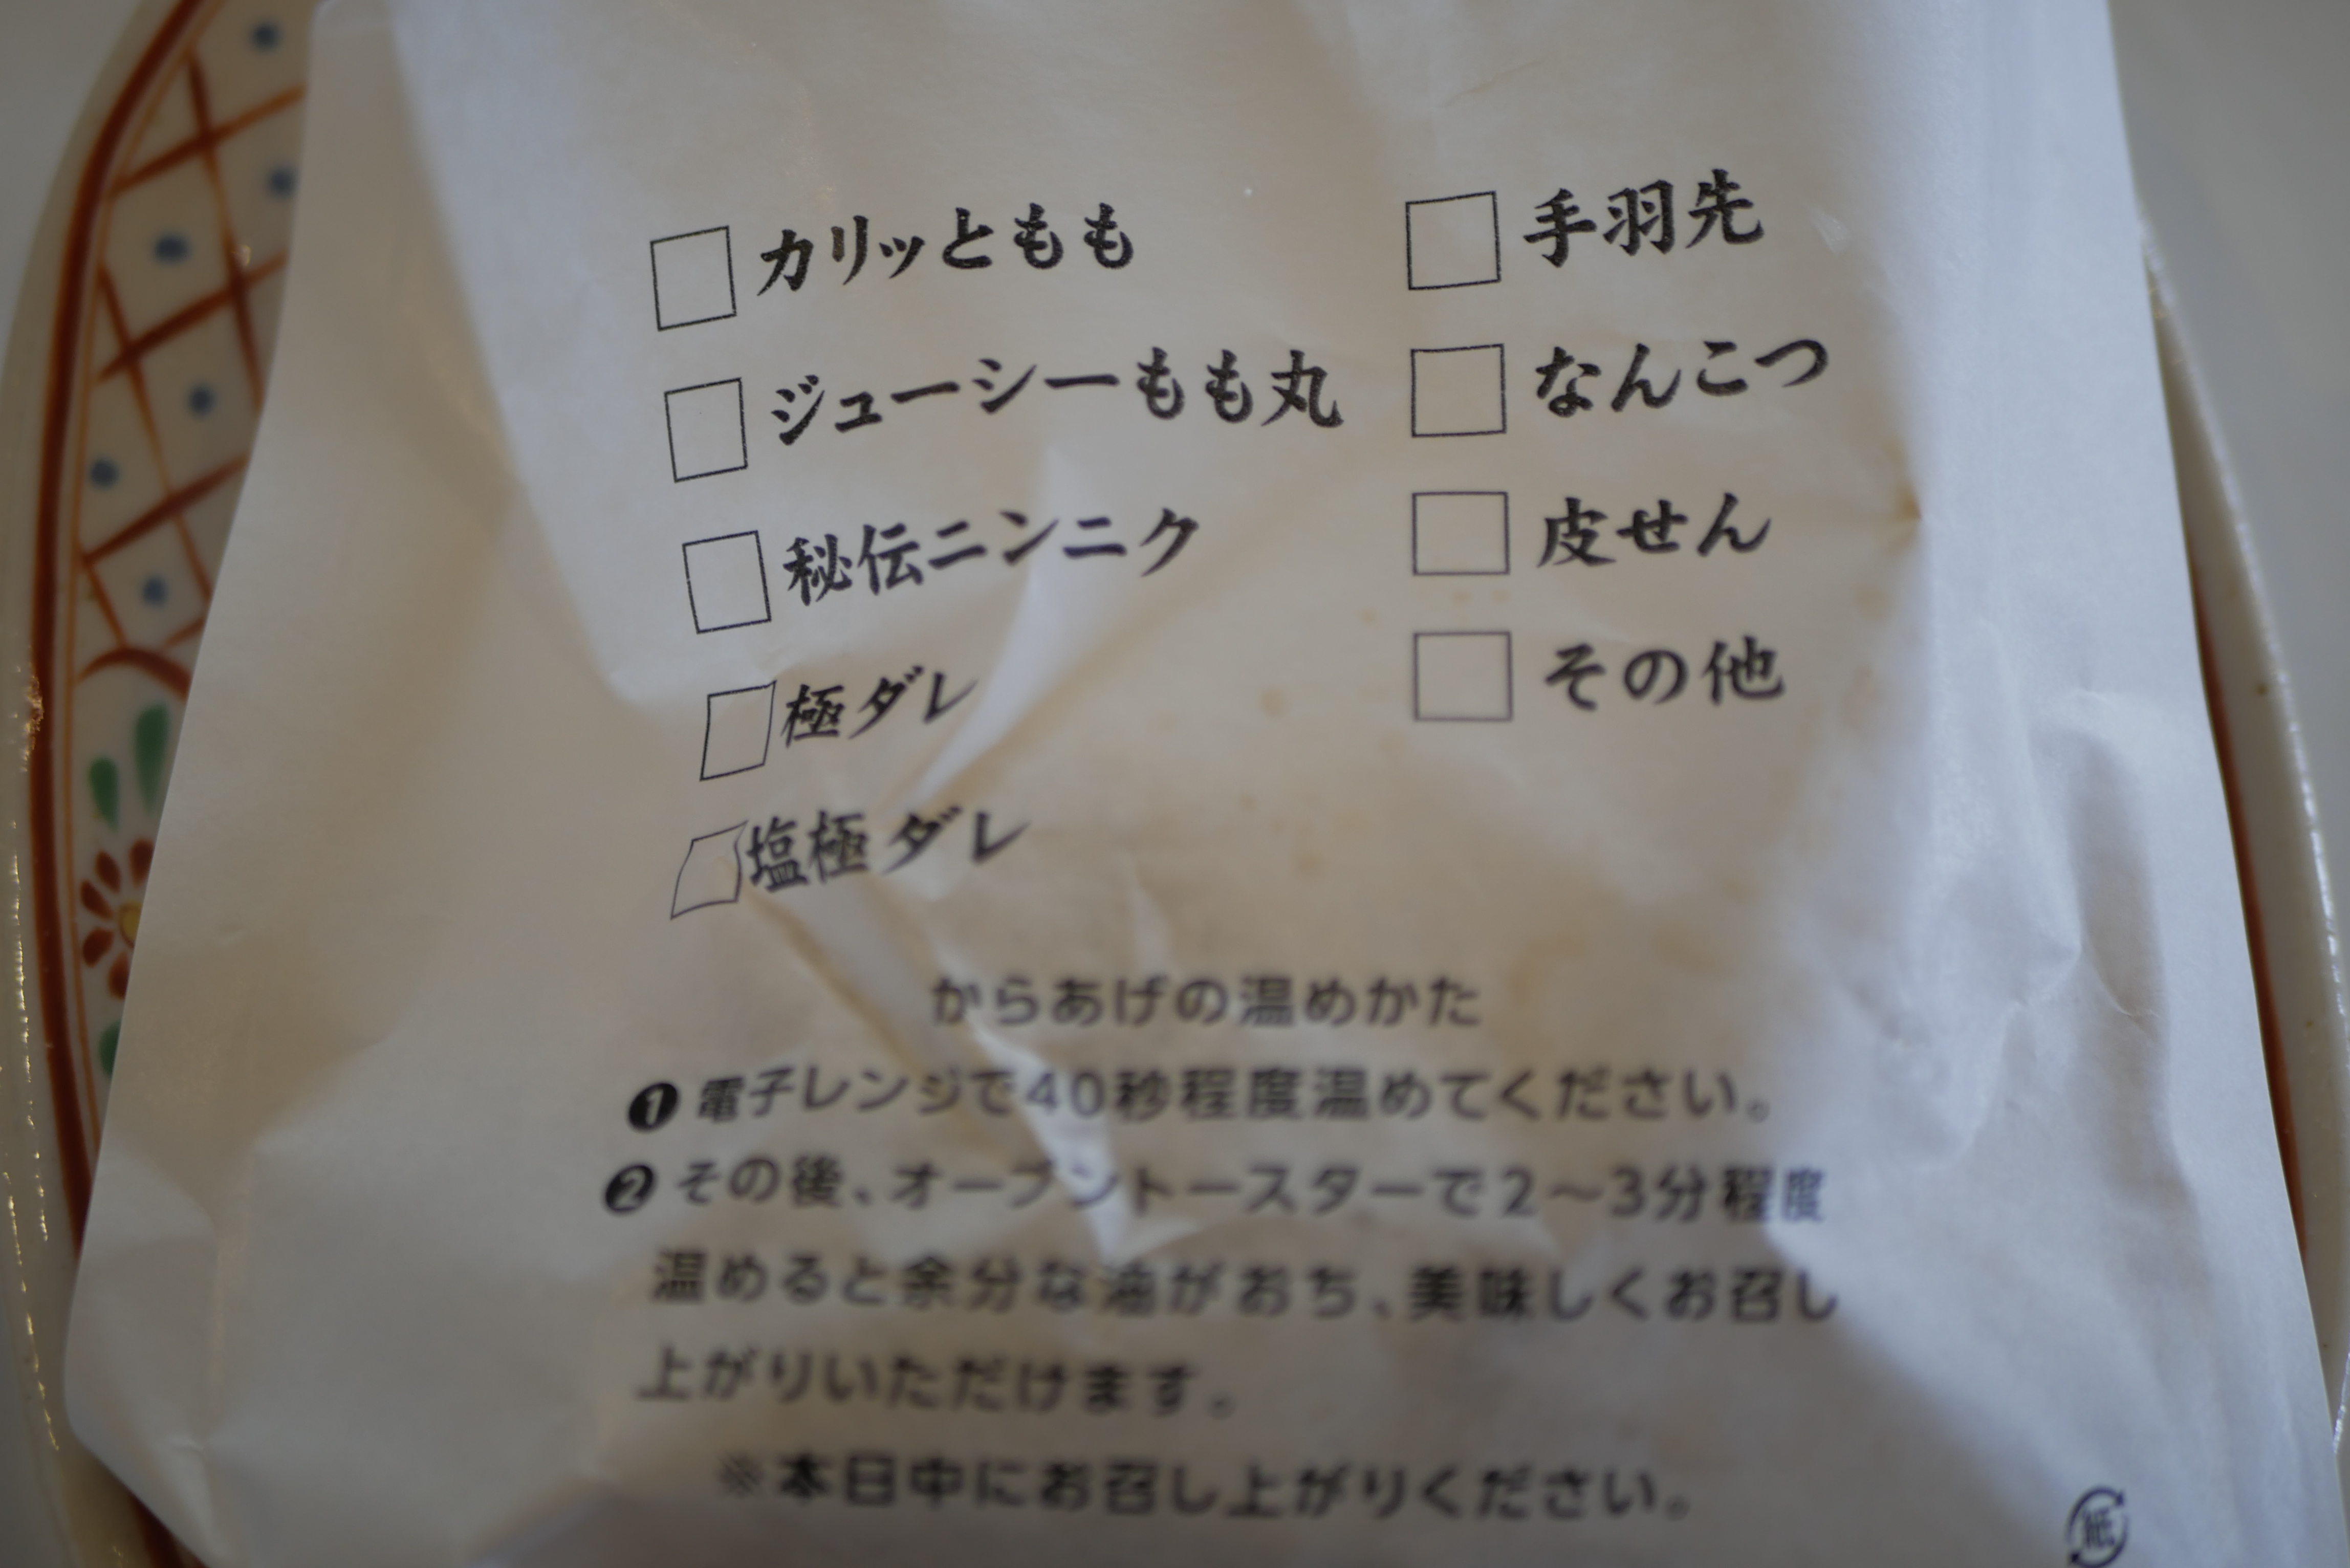 カリッともも
ジューシーもも丸
秘伝ニンニク
極ダレ
塩極ダレ
手羽先
なんこつ
皮せん
その他
からあげの温めかた
❶電子レンジで40秒程度温めてください。
❷その後、オーブントースターで2〜3分程度
温めると余分な油がおち、美味しくお召し
上がりいただけます。
※本日中にお召し上がりください。
紙